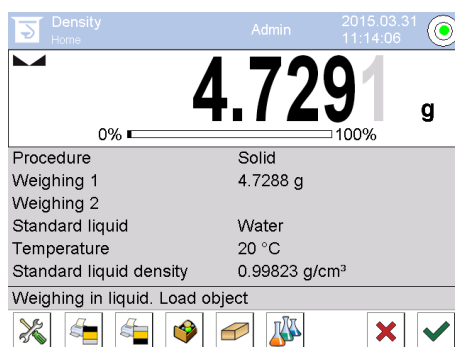 Density
Home
Admin
2015.03.31
11:14:06
4.7291 g
0% 100%
Procedure Solid
Weighing 1 4.7288 g
Weighing 2
Standard liquid Water
Temperature 20 °C
Standard liquid density 0.99823 g/cm³
Weighing in liquid. Load object